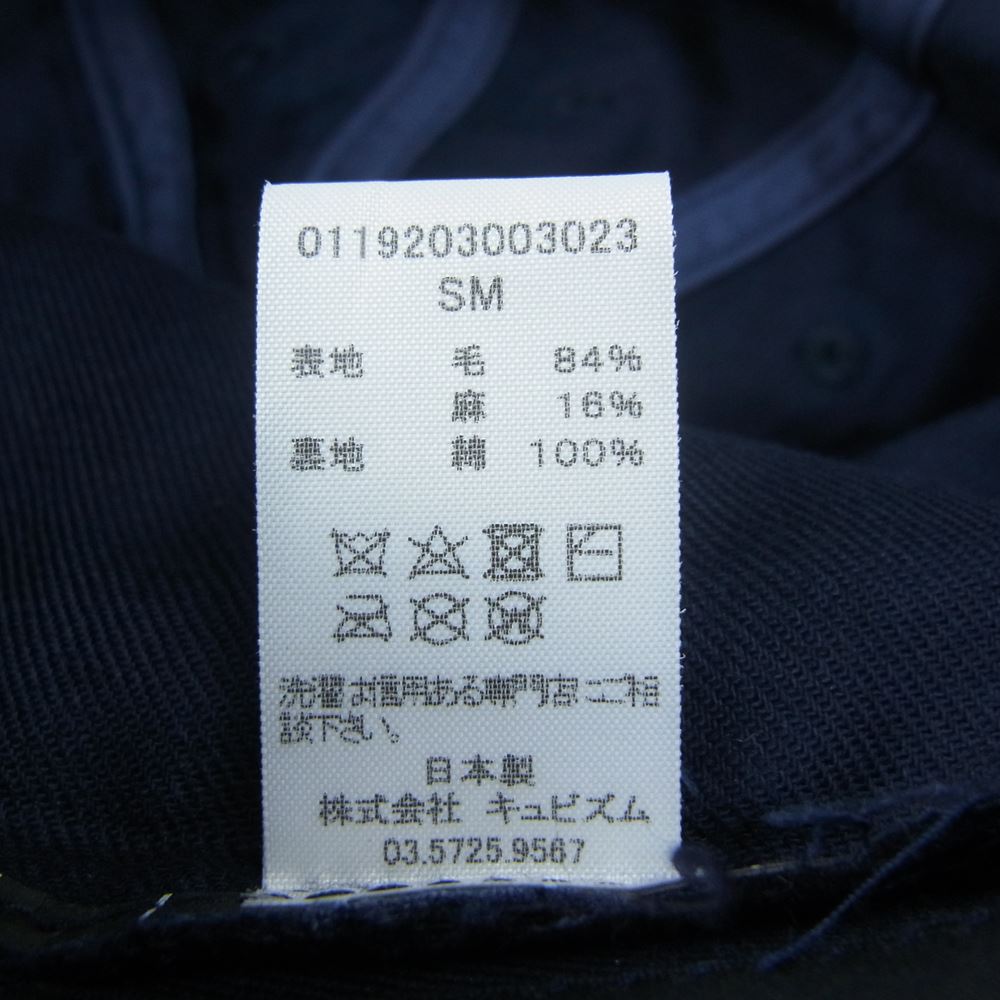 0119203003023
SM
表地 毛 84%
麻 16%
裏地 綿 100%
洗濯お信用ある専門店にご相
談下さい。
日本製
株式会社 キュビズム
03.5725.9567